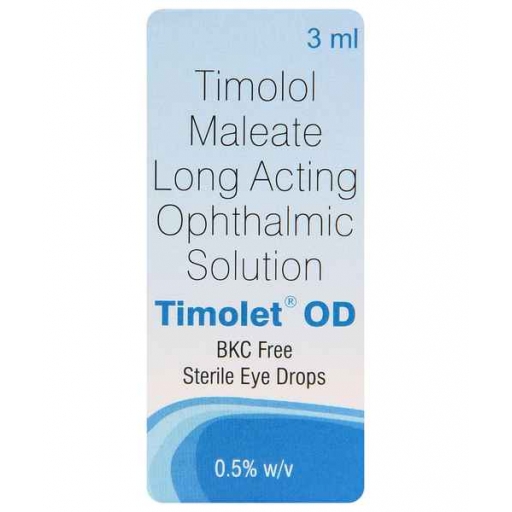 3 ml
Timolol
Maleate
Long Acting
Ophthalmic
Solution
Timolet® OD
BKC Free
Sterile Eye Drops
0.5% w/v